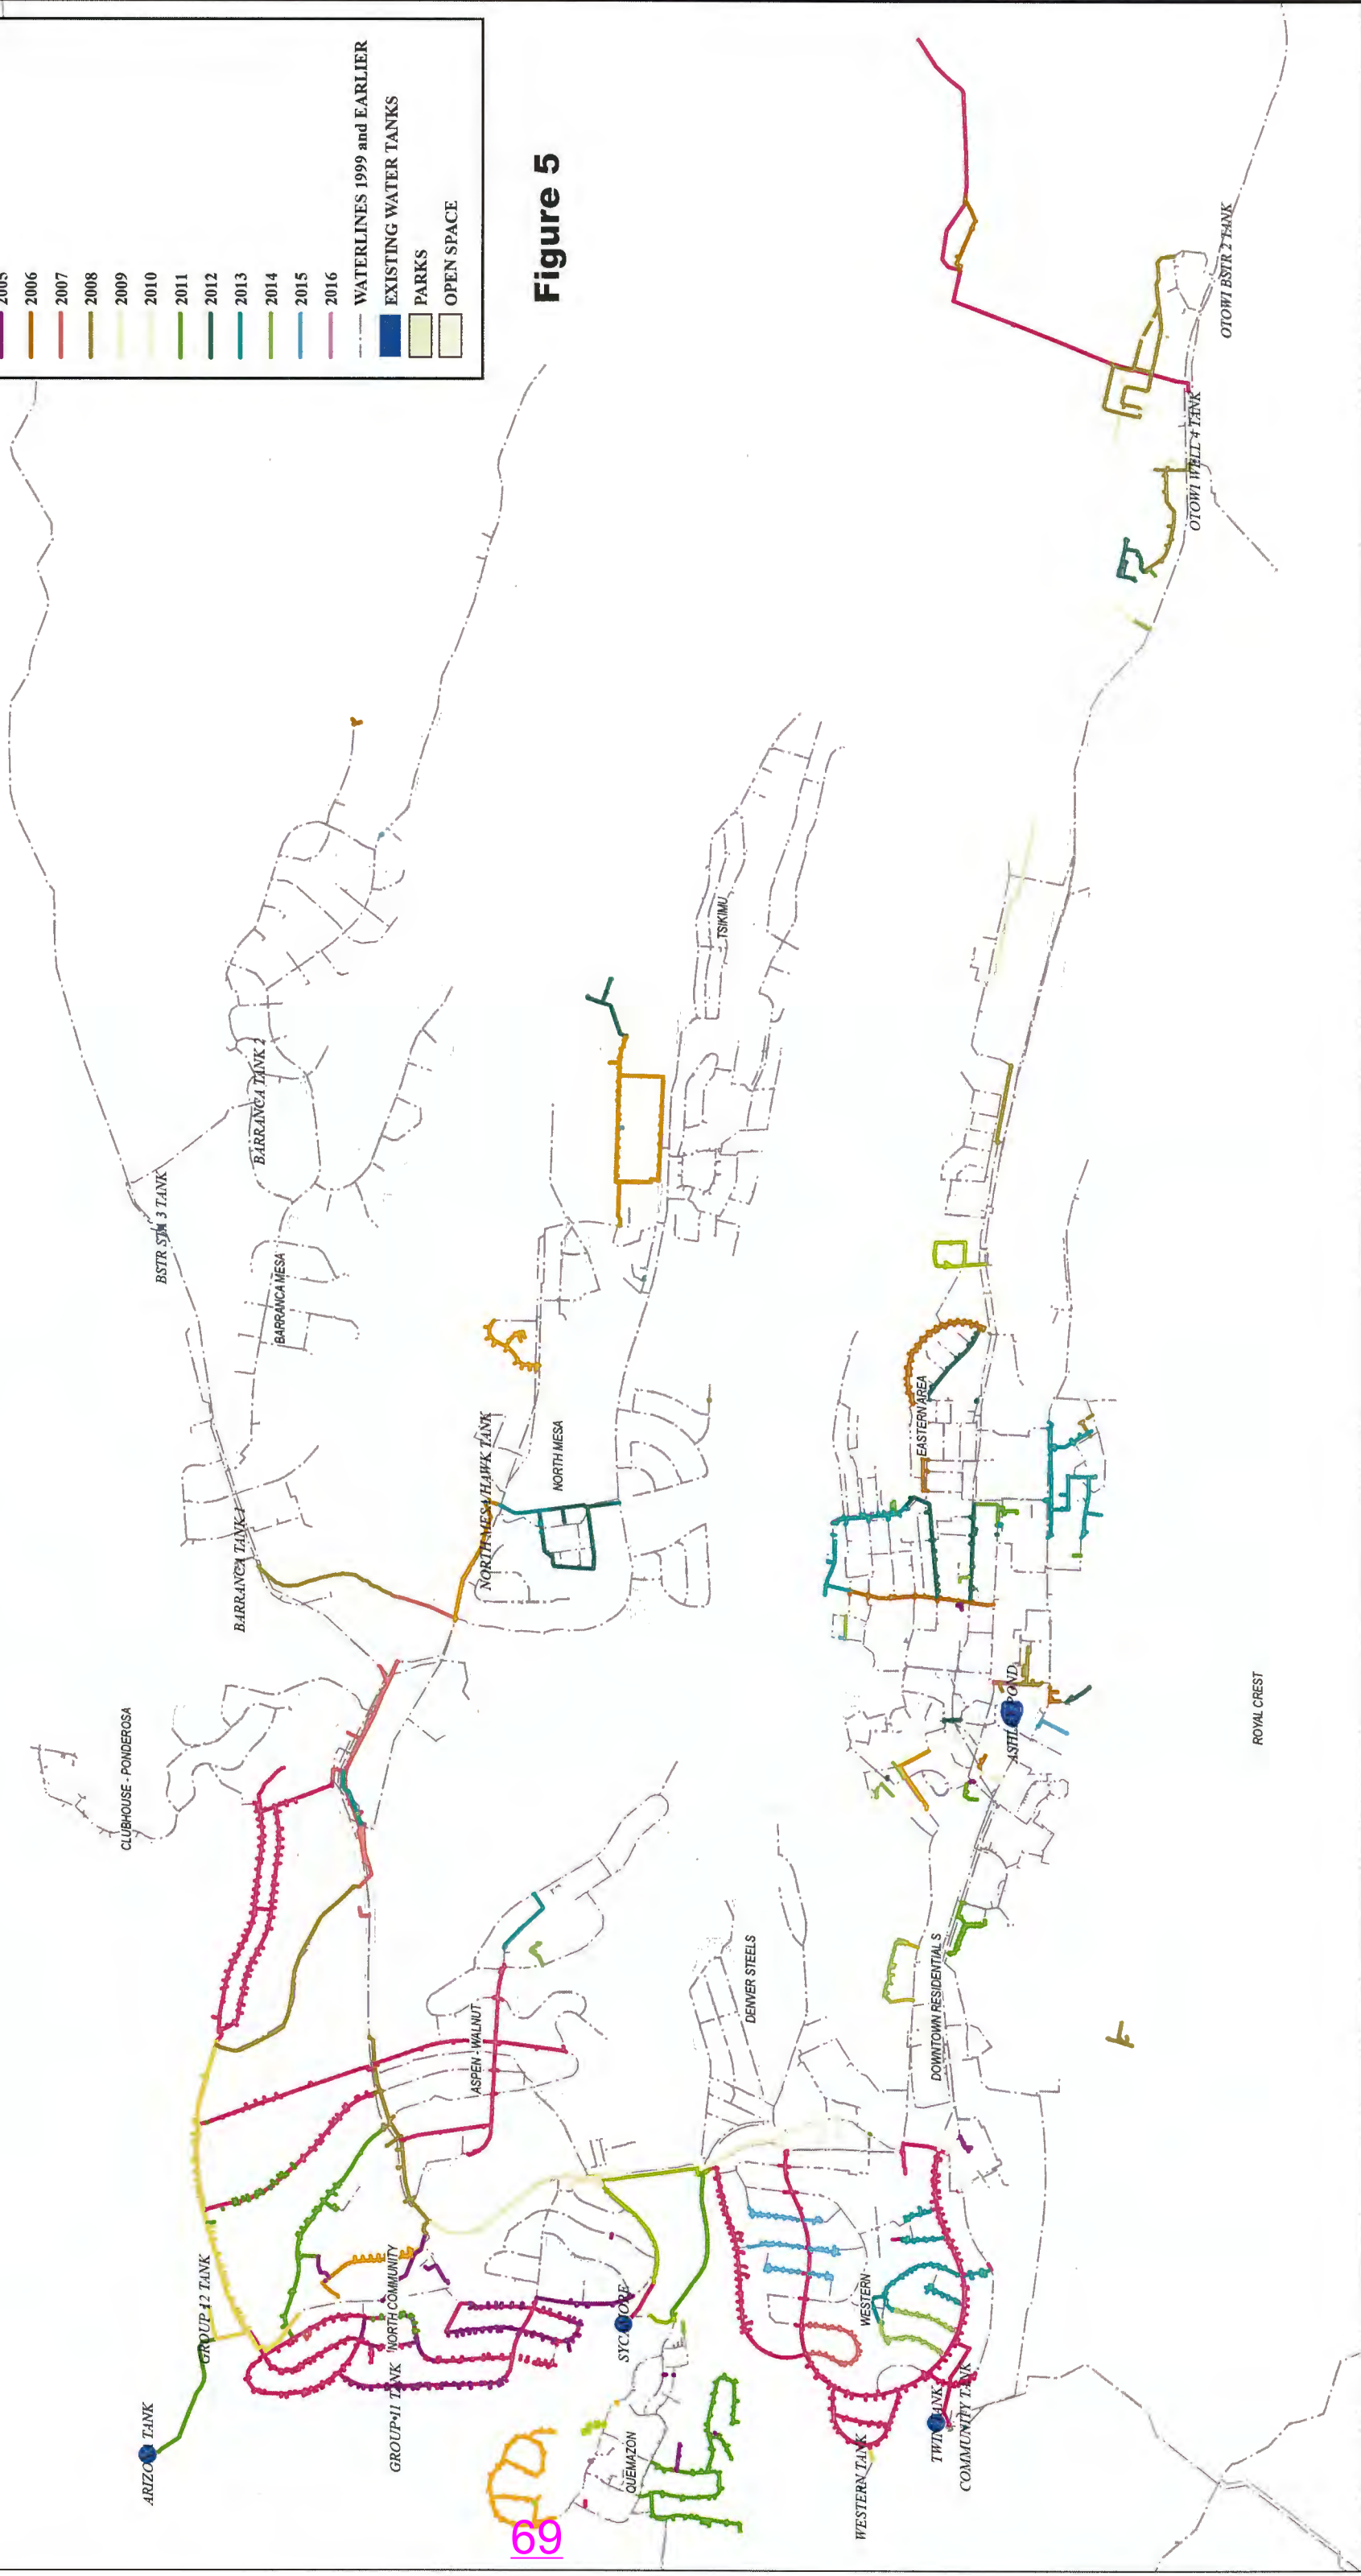 2005
2006
2007
2008
2009
2010
2011
2012
2013
2014
2015
2016
WATERLINES 1999 and EARLIER
EXISTING WATER TANKS
PARKS
OPEN SPACE
Figure 5
OTOWI BSTR 2 TANK
OTOWI WELL 4 TANK
TSIKIMU
BARRANCA TANK 2
BSTR STA 3 TANK
BARRANCA MESA
BARRANCA TANK 1
NORTH MESA/HAWK TANK
NORTH MESA
EASTERN AREA
CLUBHOUSE - PONDEROSA
ASHLEY POND
ROYAL CREST
ASPEN - WALNUT
DENVER STEELS
DOWNTOWN RESIDENTIALS
GROUP 12 TANK
NORTH COMMUNITY
GROUP 11 TANK
SYCAMORE
WESTERN
ARIZONA TANK
QUEMAZON
WESTERN TANK
TWIN TANK
COMMUNITY TANK
69